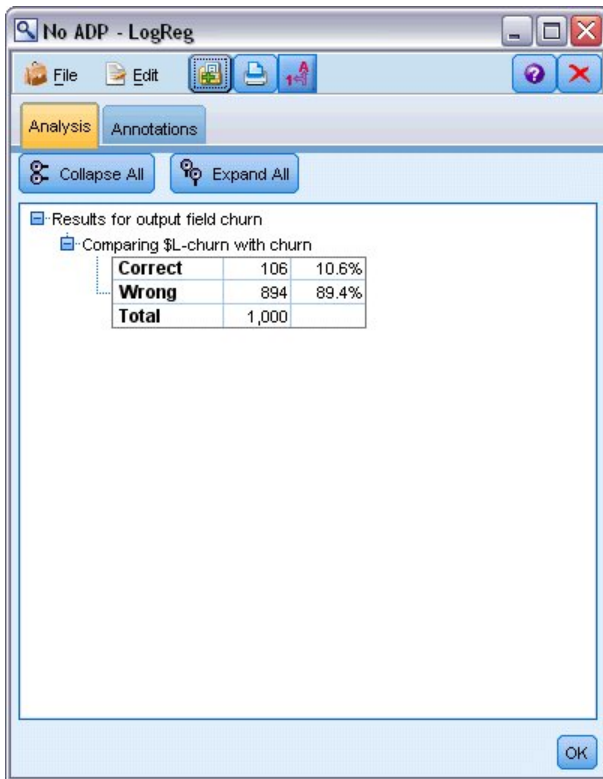 No ADP - LogReg
File Edit
Analysis Annotations
Collapse All Expand All
Results for output field churn
Comparing $L-churn with churn
Correct 106 10.6%
Wrong 894 89.4%
Total 1,000
OK